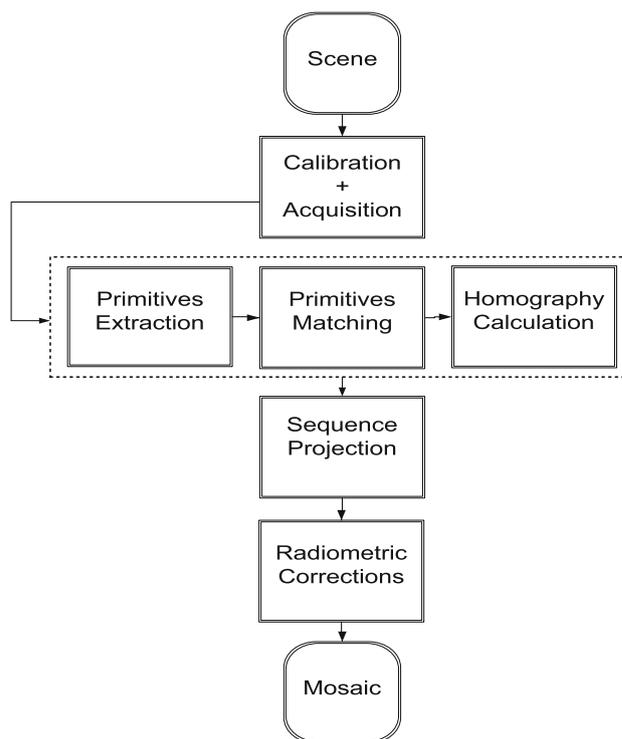 Scene
Calibration
+
Acquisition
Primitives
Extraction
Primitives
Matching
Homography
Calculation
Sequence
Projection
Radiometric
Corrections
Mosaic